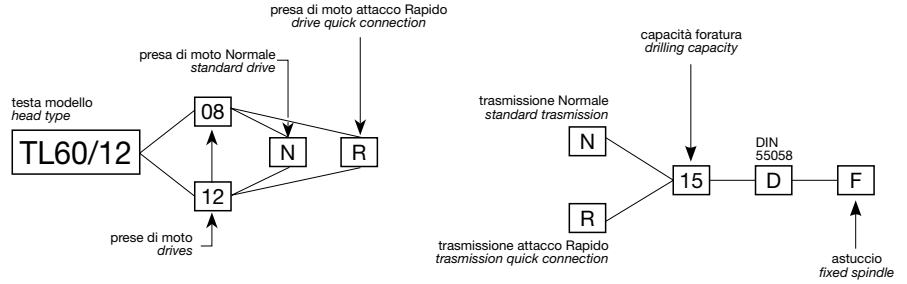 presa di moto attacco Rapido
drive quick connection
presa di moto Normale
standard drive
testa modello
head type
TL60/12
08
12
N
R
prese di moto
drives
capacità foratura
drilling capacity
trasmissione Normale
standard trasmission
N
R
15
DIN
55058
D
F
trasmissione attacco Rapido
trasmission quick connection
astuccio
fixed spindle